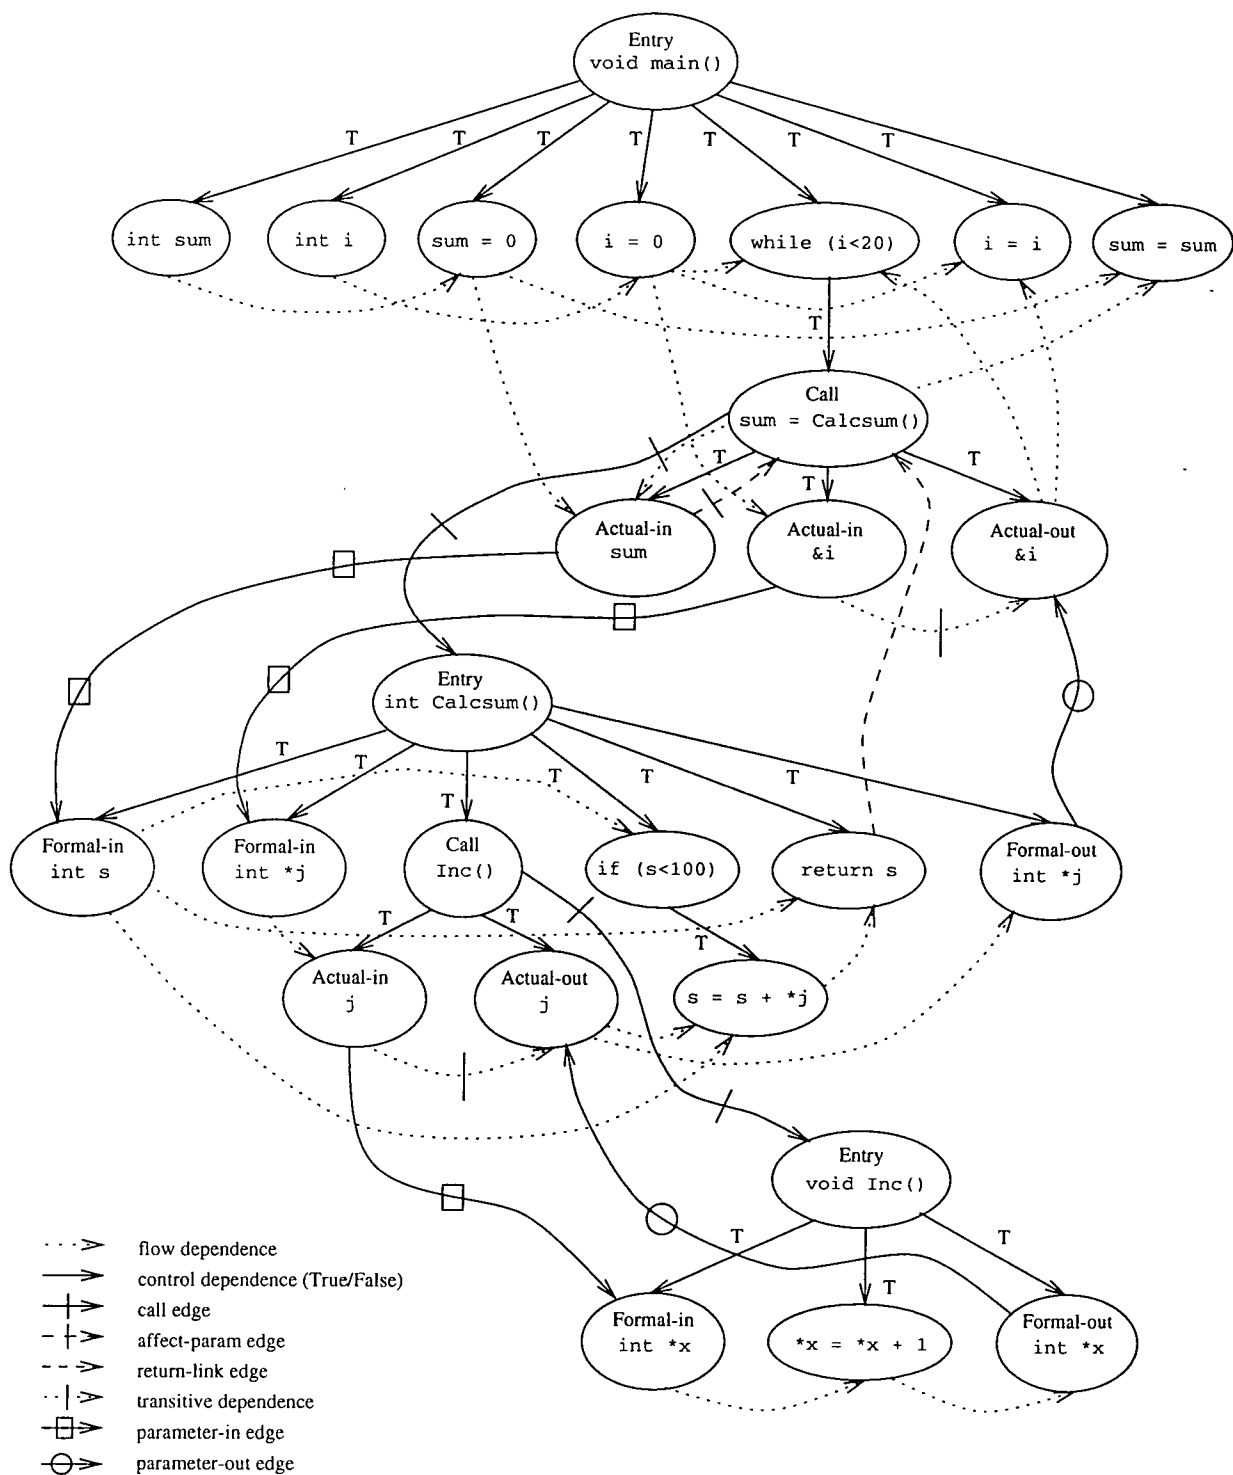 Entry
void main()
T
T
T
T
T
T
T
int sum
int i
sum = 0
i = 0
while (i<20)
i = i
sum = sum
T
Call
sum = Calcsum()
T
T
T
Actual-in
sum
Actual-in
&i
Actual-out
&i
Entry
int Calcsum()
T
T
T
T
T
T
Formal-in
int s
Formal-in
int *j
Call
Inc()
if (s<100)
return s
Formal-out
int *j
T
T
T
Actual-in
j
Actual-out
j
s = s + *j
Entry
void Inc()
T
T
T
Formal-in
int *x
*x = *x + 1
Formal-out
int *x
flow dependence
control dependence (True/False)
call edge
affect-param edge
return-link edge
transitive dependence
parameter-in edge
parameter-out edge